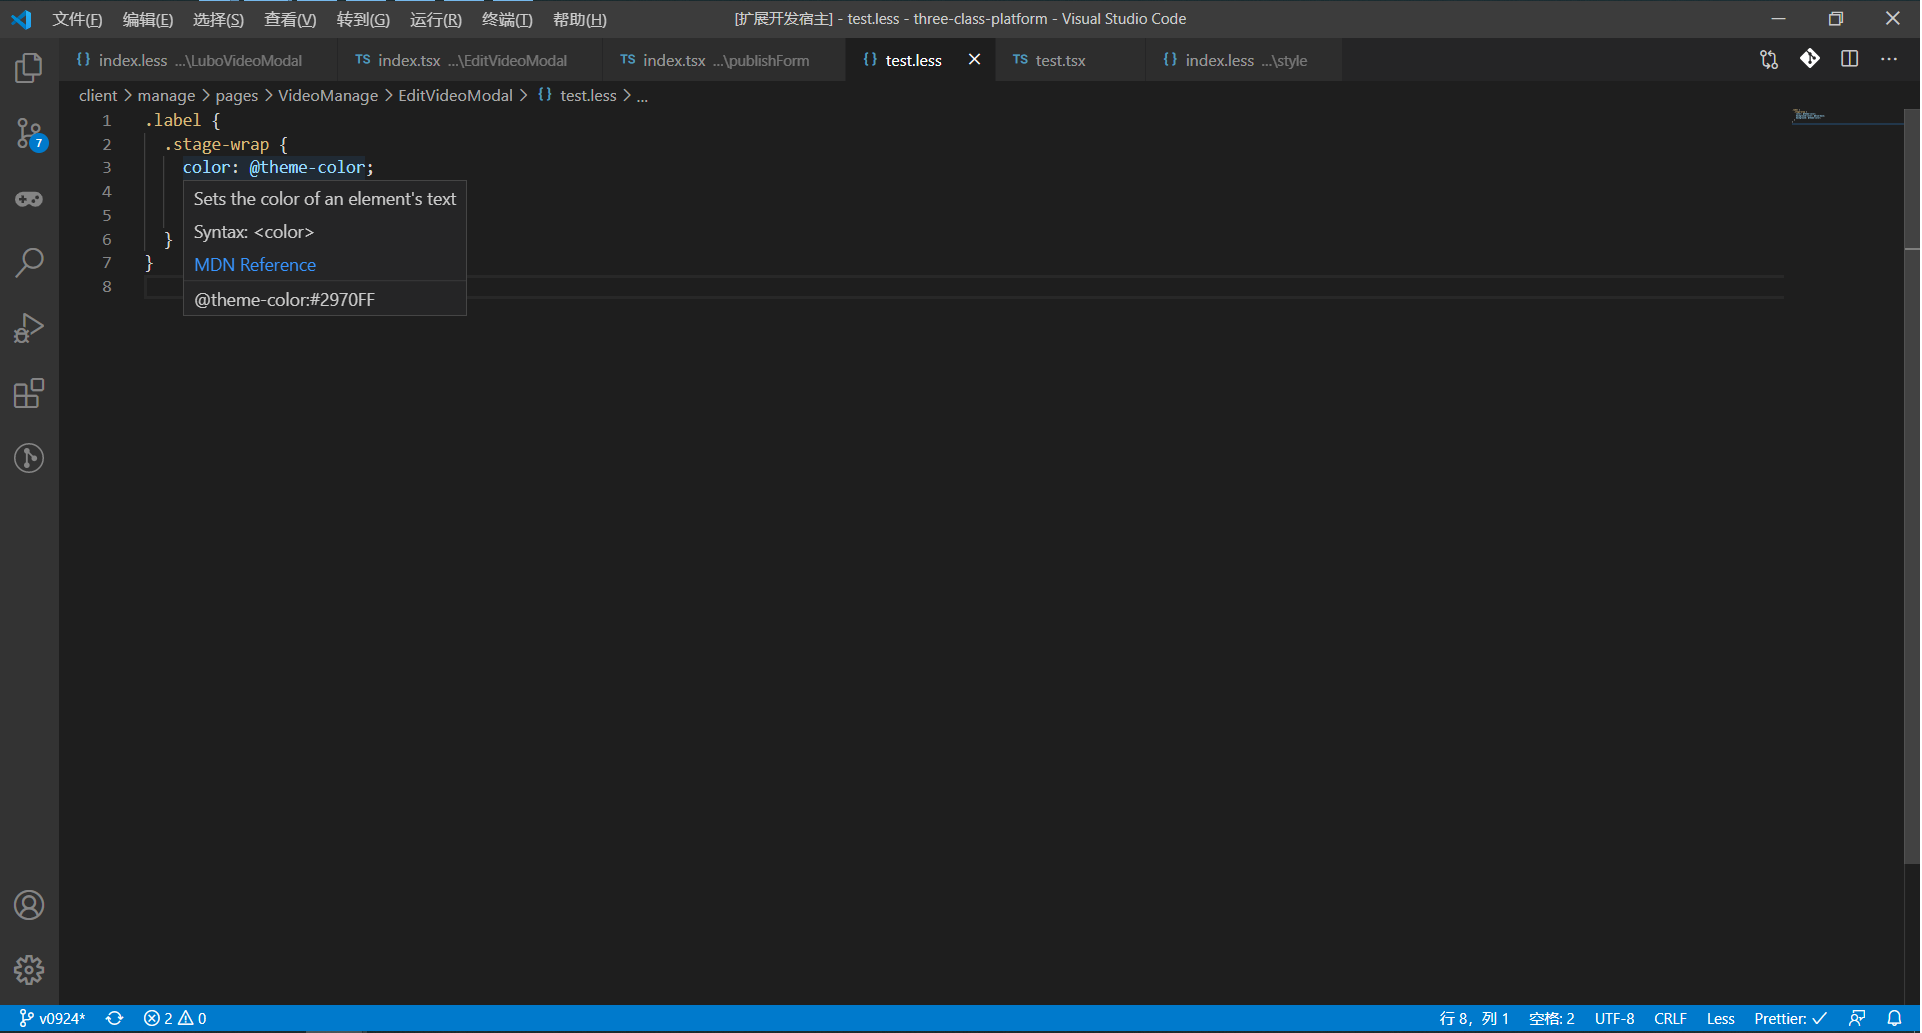 文件(F) 编辑(E) 选择(S) 查看(V) 转到(G) 运行(R) 终端(T) 帮助(H) [扩展开发宿主] - test.less - three-class-platform - Visual Studio Code
index.less ...\LuboVideoModal TS index.tsx ...\EditVideoModal TS index.tsx ...\publishForm {} test.less TS test.tsx {} index.less ...\style
client > manage > pages > VideoManage > EditVideoModal > {} test.less > ...
1 .label {
2 .stage-wrap {
3 color: @theme-color;
4
Sets the color of an element's text
5
Syntax: <color>
6 }
7 }
MDN Reference
8
@theme-color:#2970FF
7
v0924* 2 0 行 8，列 1 空格: 2 UTF-8 CRLF Less Prettier: ✓